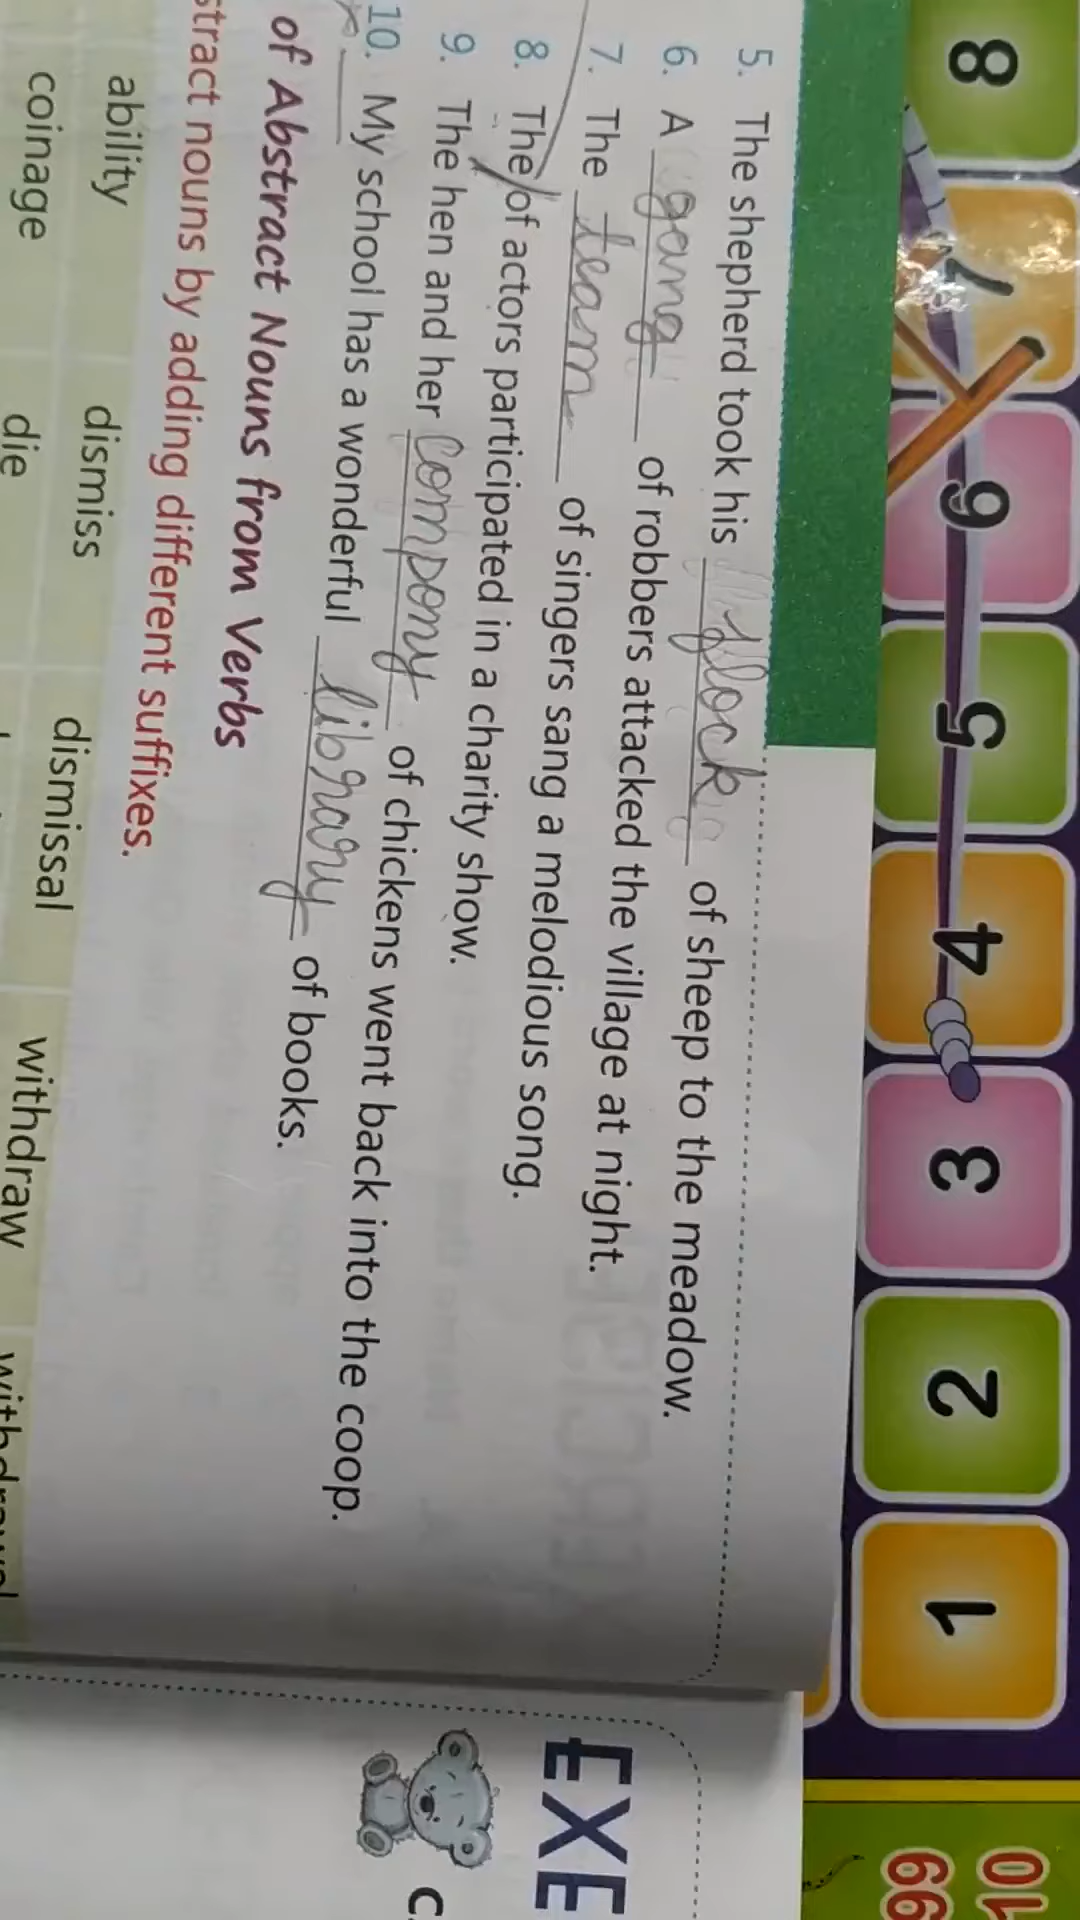 8 7 6 5 4 3 2 1
10
99
5. The shepherd took his flock of sheep to the meadow.
6. A gang of robbers attacked the village at night.
7. The team of singers sang a melodious song.
8. The of actors participated in a charity show.
9. The hen and her compony of chickens went back into the coop.
10. My school has a wonderful library of books.
of Abstract Nouns from Verbs
stract nouns by adding different suffixes.
ability dismiss dismissal withdraw withdrawal
coinage die
EXE
C.